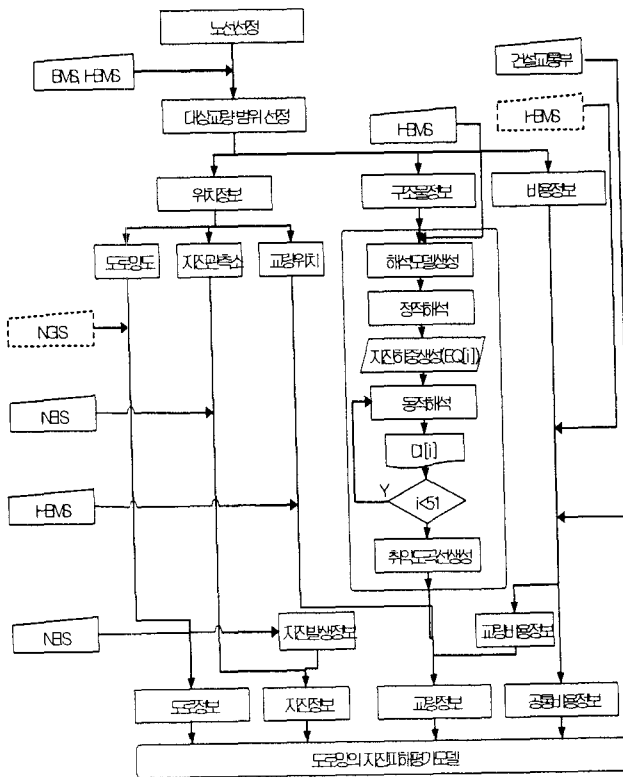 노선선정
BMS, HBMS
건설교통부
대상교량 범위 선정
HBMS
HBMS
위치정보
구조물정보
비용정보
도로망도
지진관측소
교량위치
해석모델생성
정적해석
NGIS
지진하중생성(EQ[i])
동적해석
NEIS
DI[i]
Y
i<51
HBMS
취약도곡선생성
NEIS
지진발생정보
교량비용정보
도로정보
지진정보
교량정보
공통비용정보
도로망의 지진피해평가모델